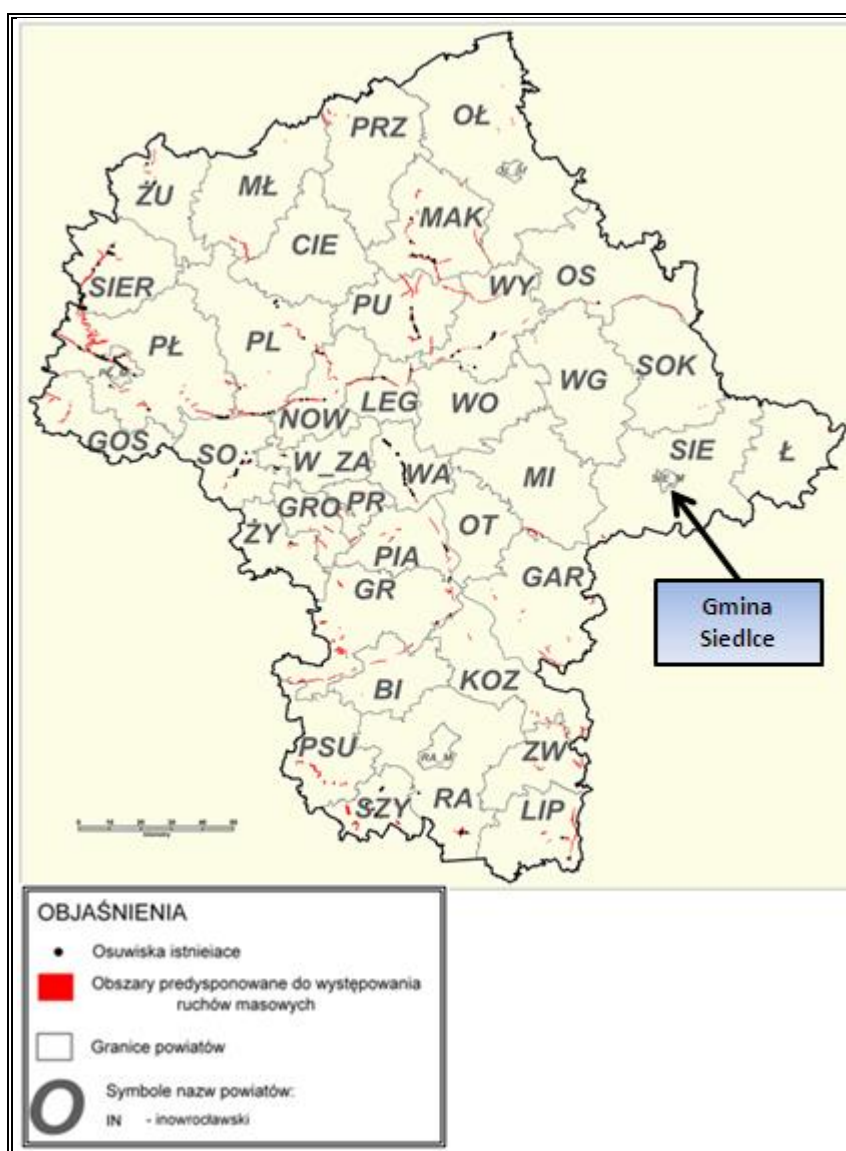 PRZ
OŁ
ŻU
MŁ
MAK
CIE
SIER
WY
OS
PU
PŁ
PL
SOK
WG
NOW
LEG
WO
GOS
SO
W_ZA
WA
SIE
Ł
MI
GRO
PR
ŻY
PIA
OT
GR
GAR
Gmina
Siedlce
BI
KOZ
PSU
RA_M
ZW
SZY
RA
LIP
OBJAŚNIENIA
Osuwiska istnieiace
Obszary predysponowane do występowania
ruchów masowych
Granice powiatów
O
Symbole nazw powiatów:
IN - inowrocławski